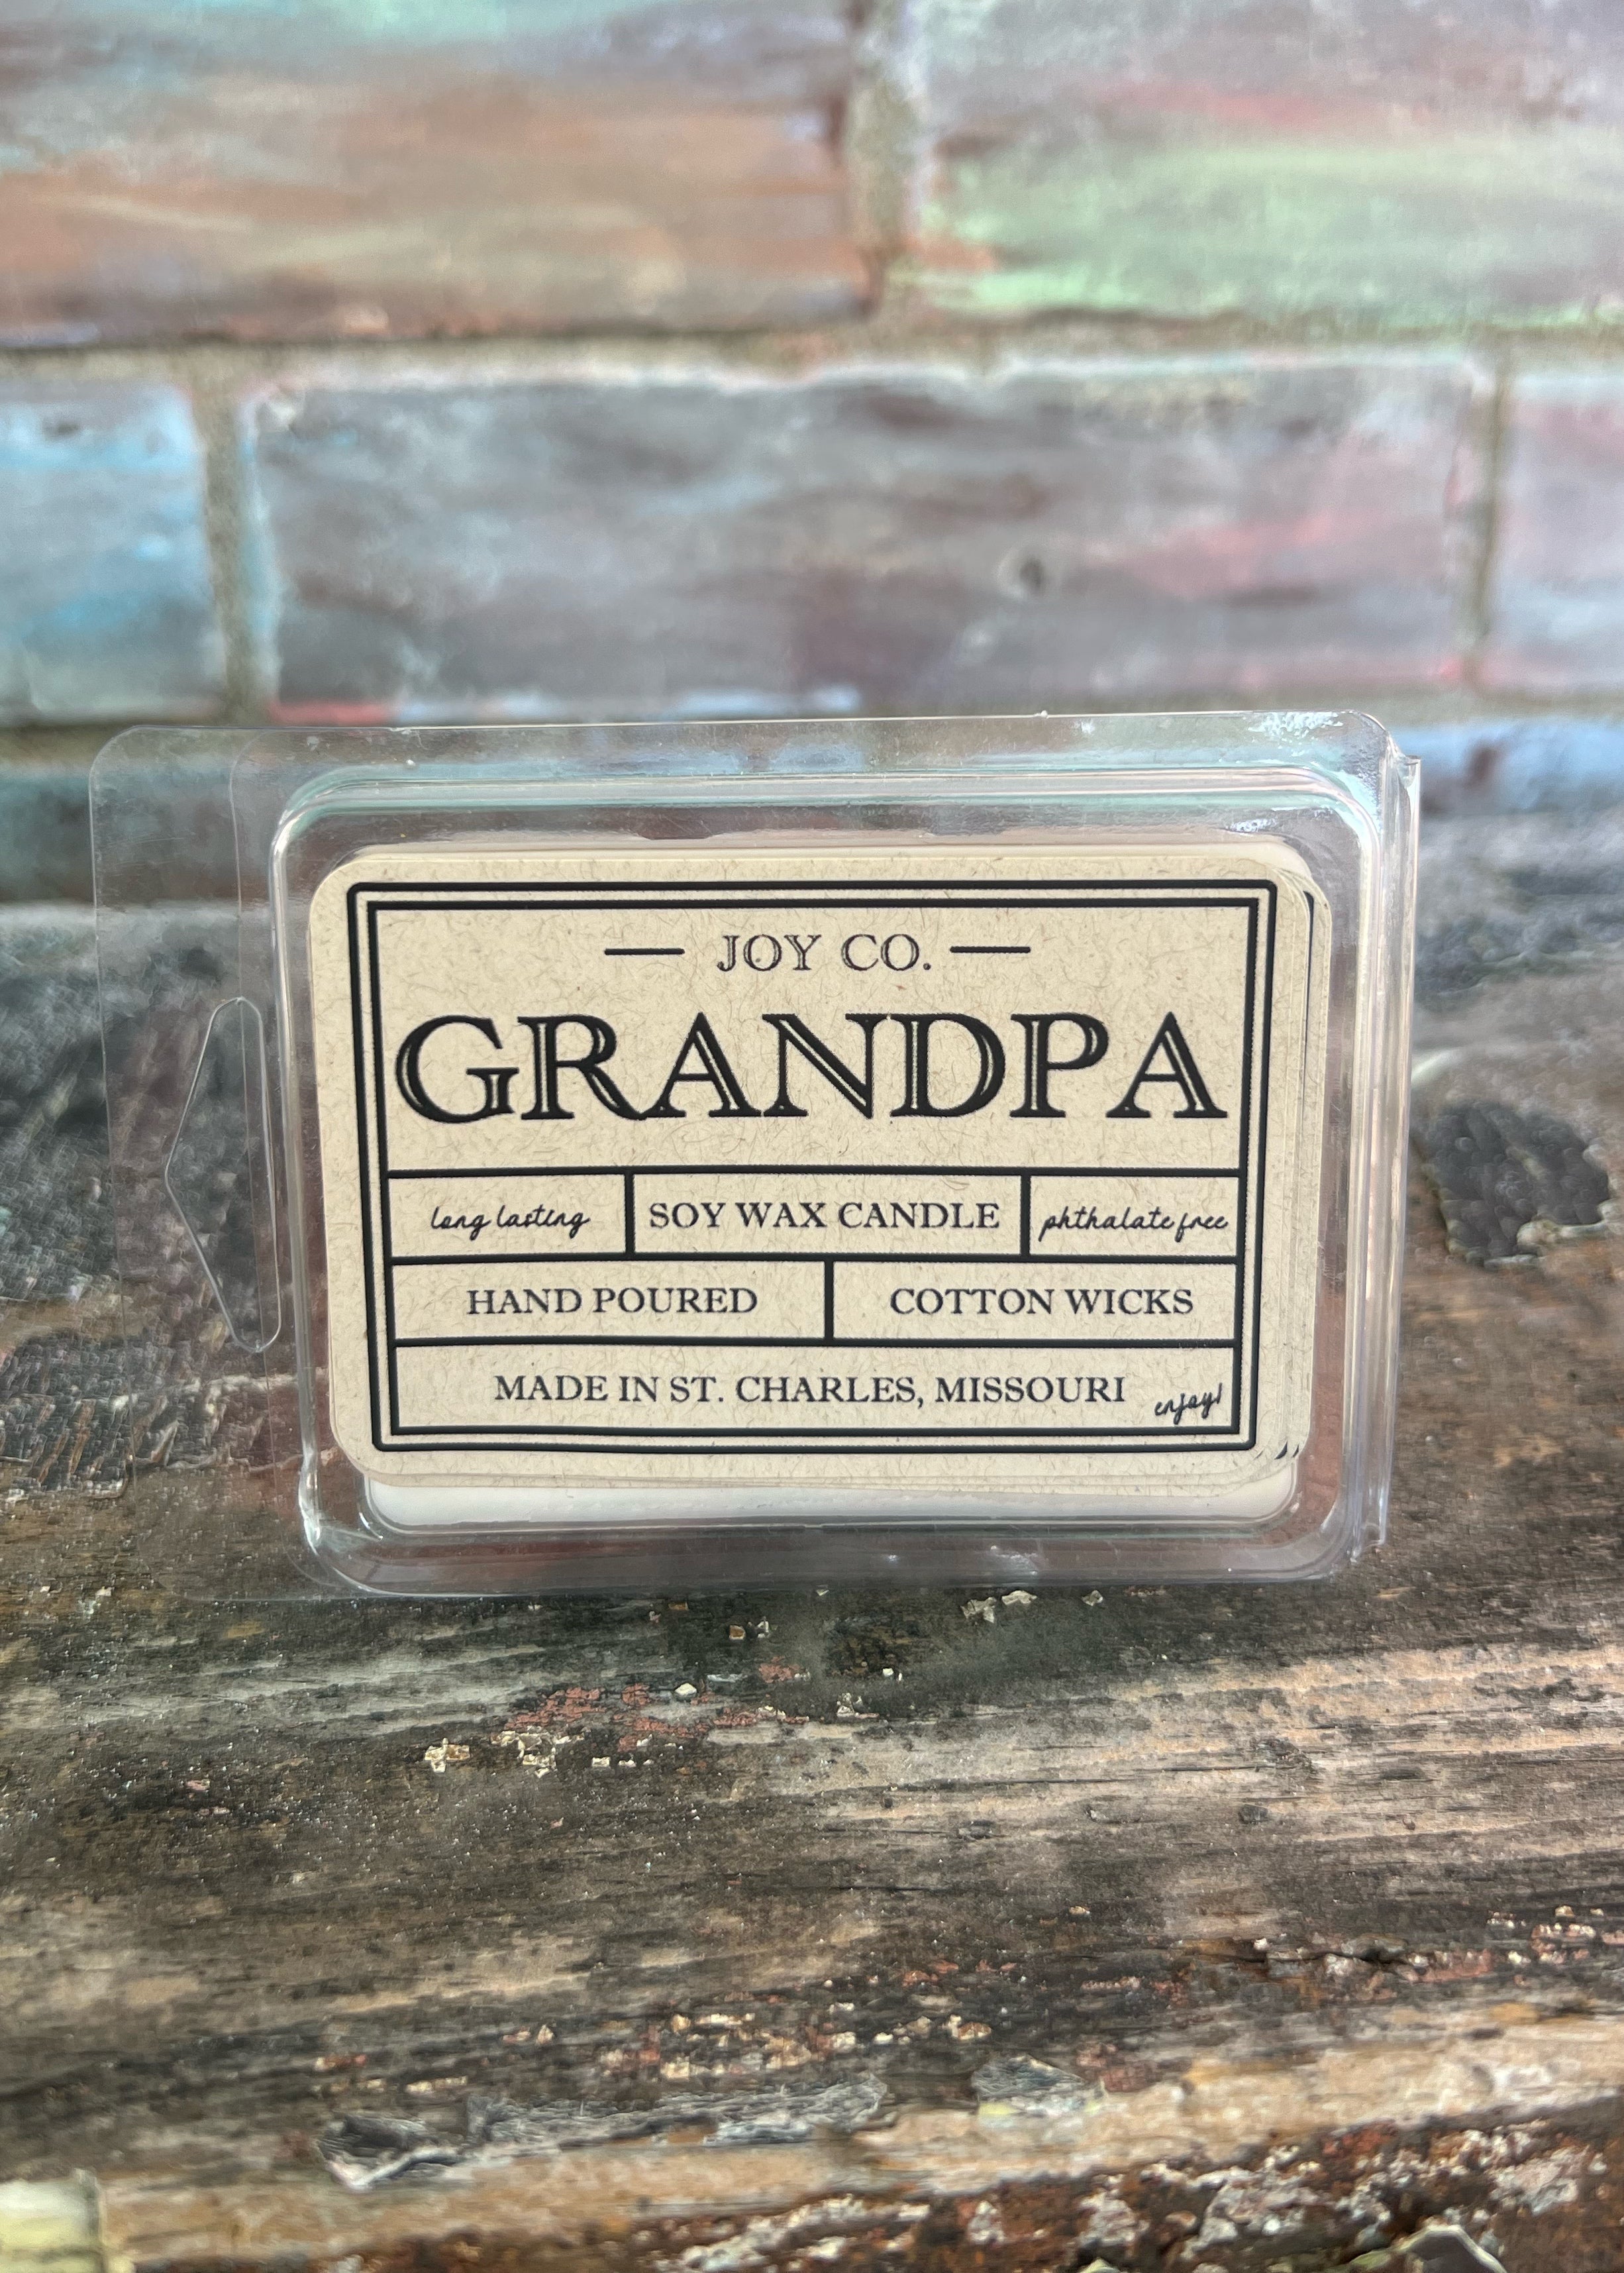 JOY CO.
GRANDPA
long lasting SOY WAX CANDLE phthalate free
HAND POURED COTTON WICKS
MADE IN ST. CHARLES, MISSOURI enjoy!